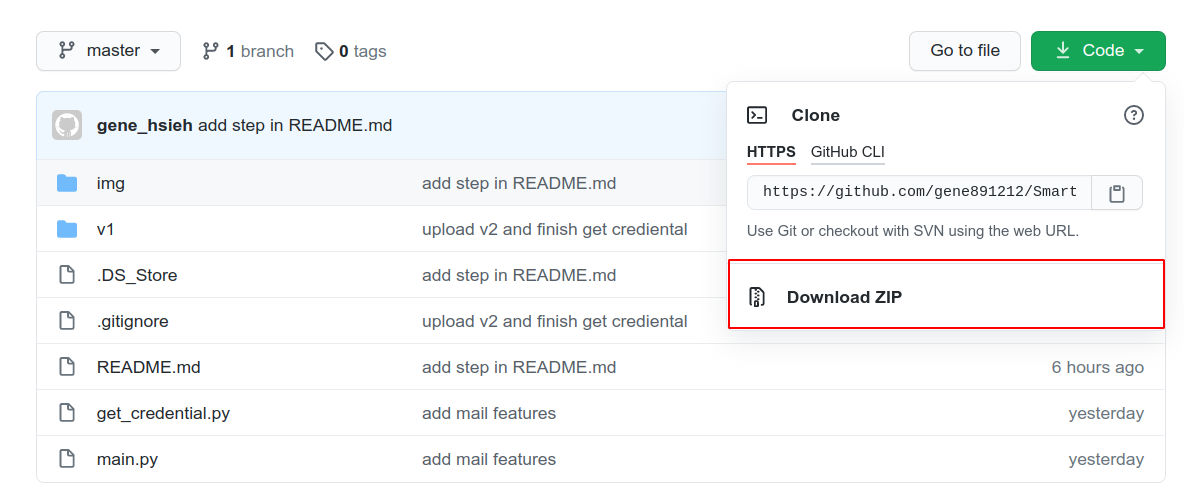 master 1 branch 0 tags Go to file Code
gene_hsieh add step in README.md
Clone
HTTPS GitHub CLI
https://github.com/gene891212/Smart
Use Git or checkout with SVN using the web URL.
Download ZIP
img add step in README.md
v1 upload v2 and finish get crediental
.DS_Store add step in README.md
.gitignore upload v2 and finish get crediental
README.md add step in README.md 6 hours ago
get_credential.py add mail features yesterday
main.py add mail features yesterday